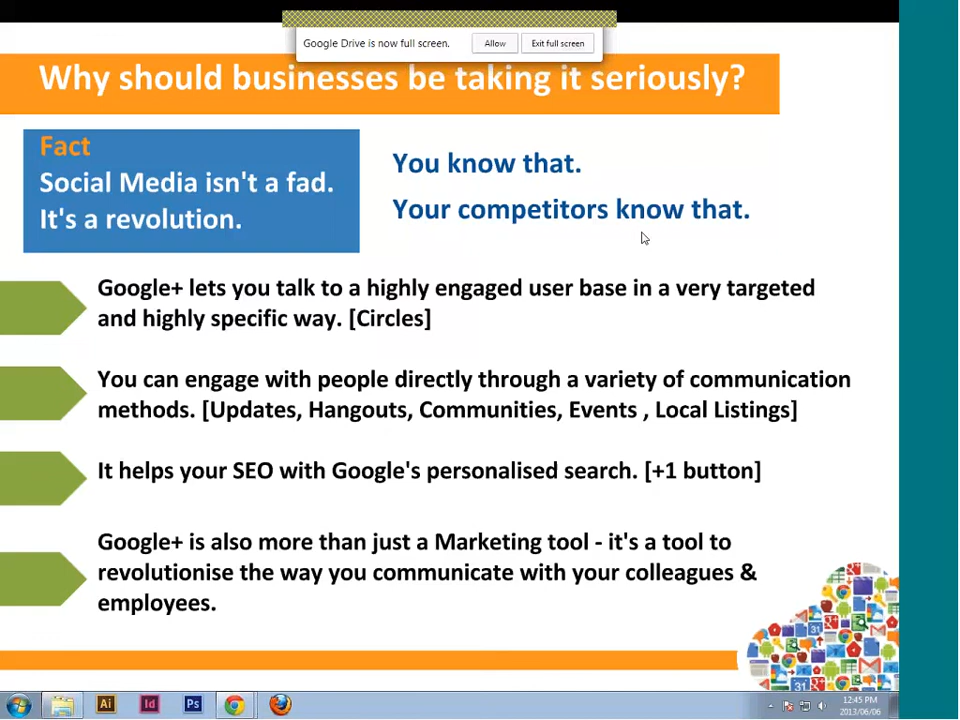 Google Drive is now full screen. Allow Exit full screen
Why should businesses be taking it seriously?
Fact
Social Media isn't a fad.
It's a revolution.
You know that.
Your competitors know that.
Google+ lets you talk to a highly engaged user base in a very targeted
and highly specific way. [Circles]
You can engage with people directly through a variety of communication
methods. [Updates, Hangouts, Communities, Events , Local Listings]
It helps your SEO with Google's personalised search. [+1 button]
Google+ is also more than just a Marketing tool - it's a tool to
revolutionise the way you communicate with your colleagues &
employees.
31
Ai Id Ps
12:45 PM
2013/06/06